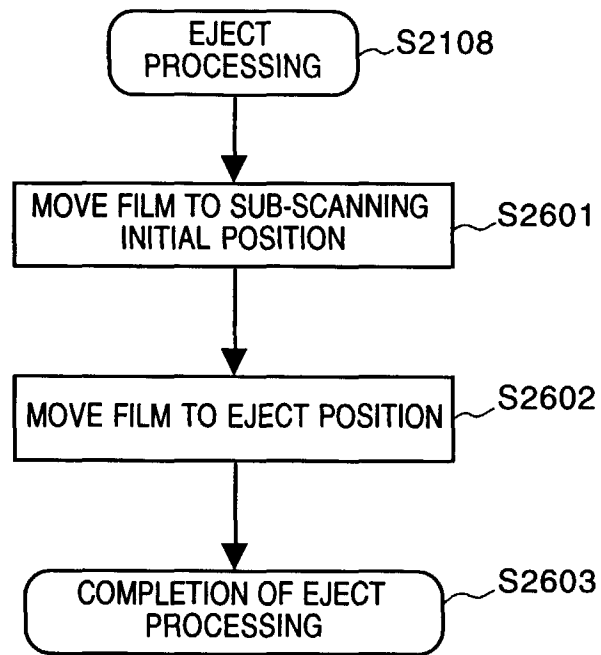 EJECT
PROCESSING
S2108
MOVE FILM TO SUB-SCANNING
INITIAL POSITION
S2601
MOVE FILM TO EJECT POSITION
S2602
COMPLETION OF EJECT
PROCESSING
S2603